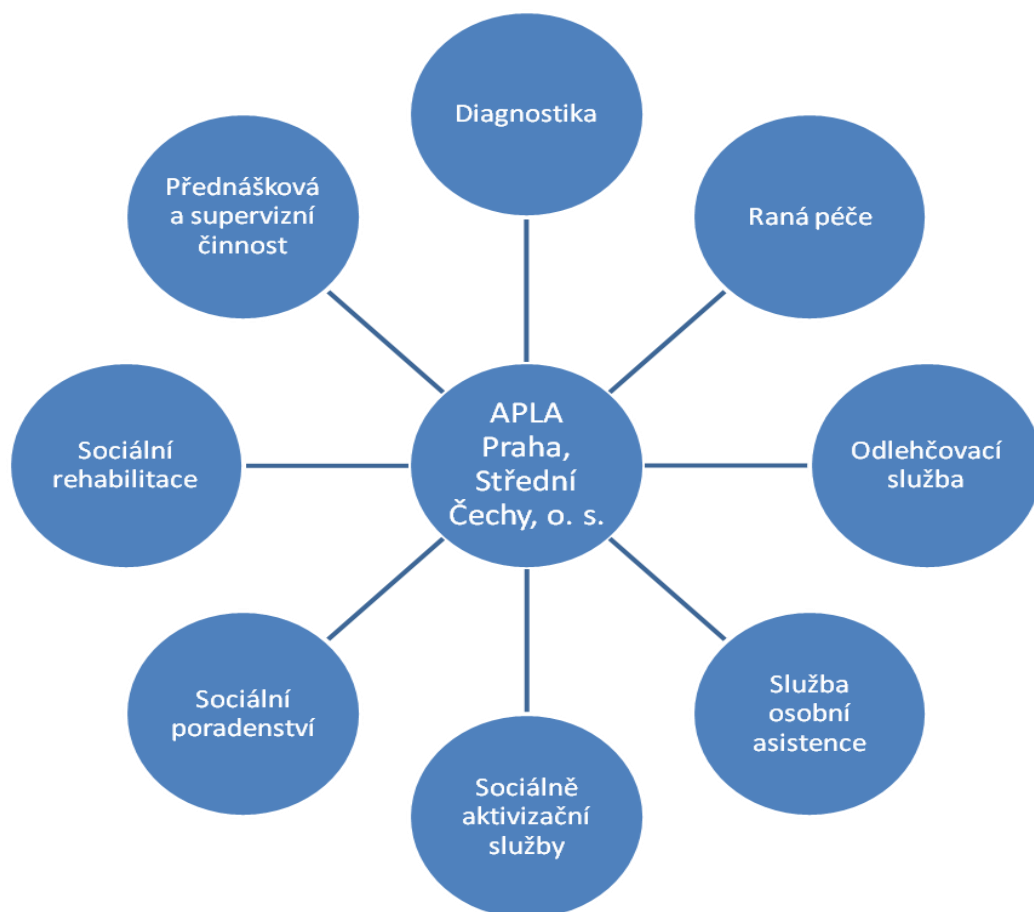 Diagnostika
Přednášková
a supervizní
činnost
Raná péče
APLA
Praha,
Střední
Čechy, o. s.
Sociální
rehabilitace
Odlehčovací
služba
Sociální
poradenství
Služba
osobní
asistence
Sociálně
aktivizační
služby